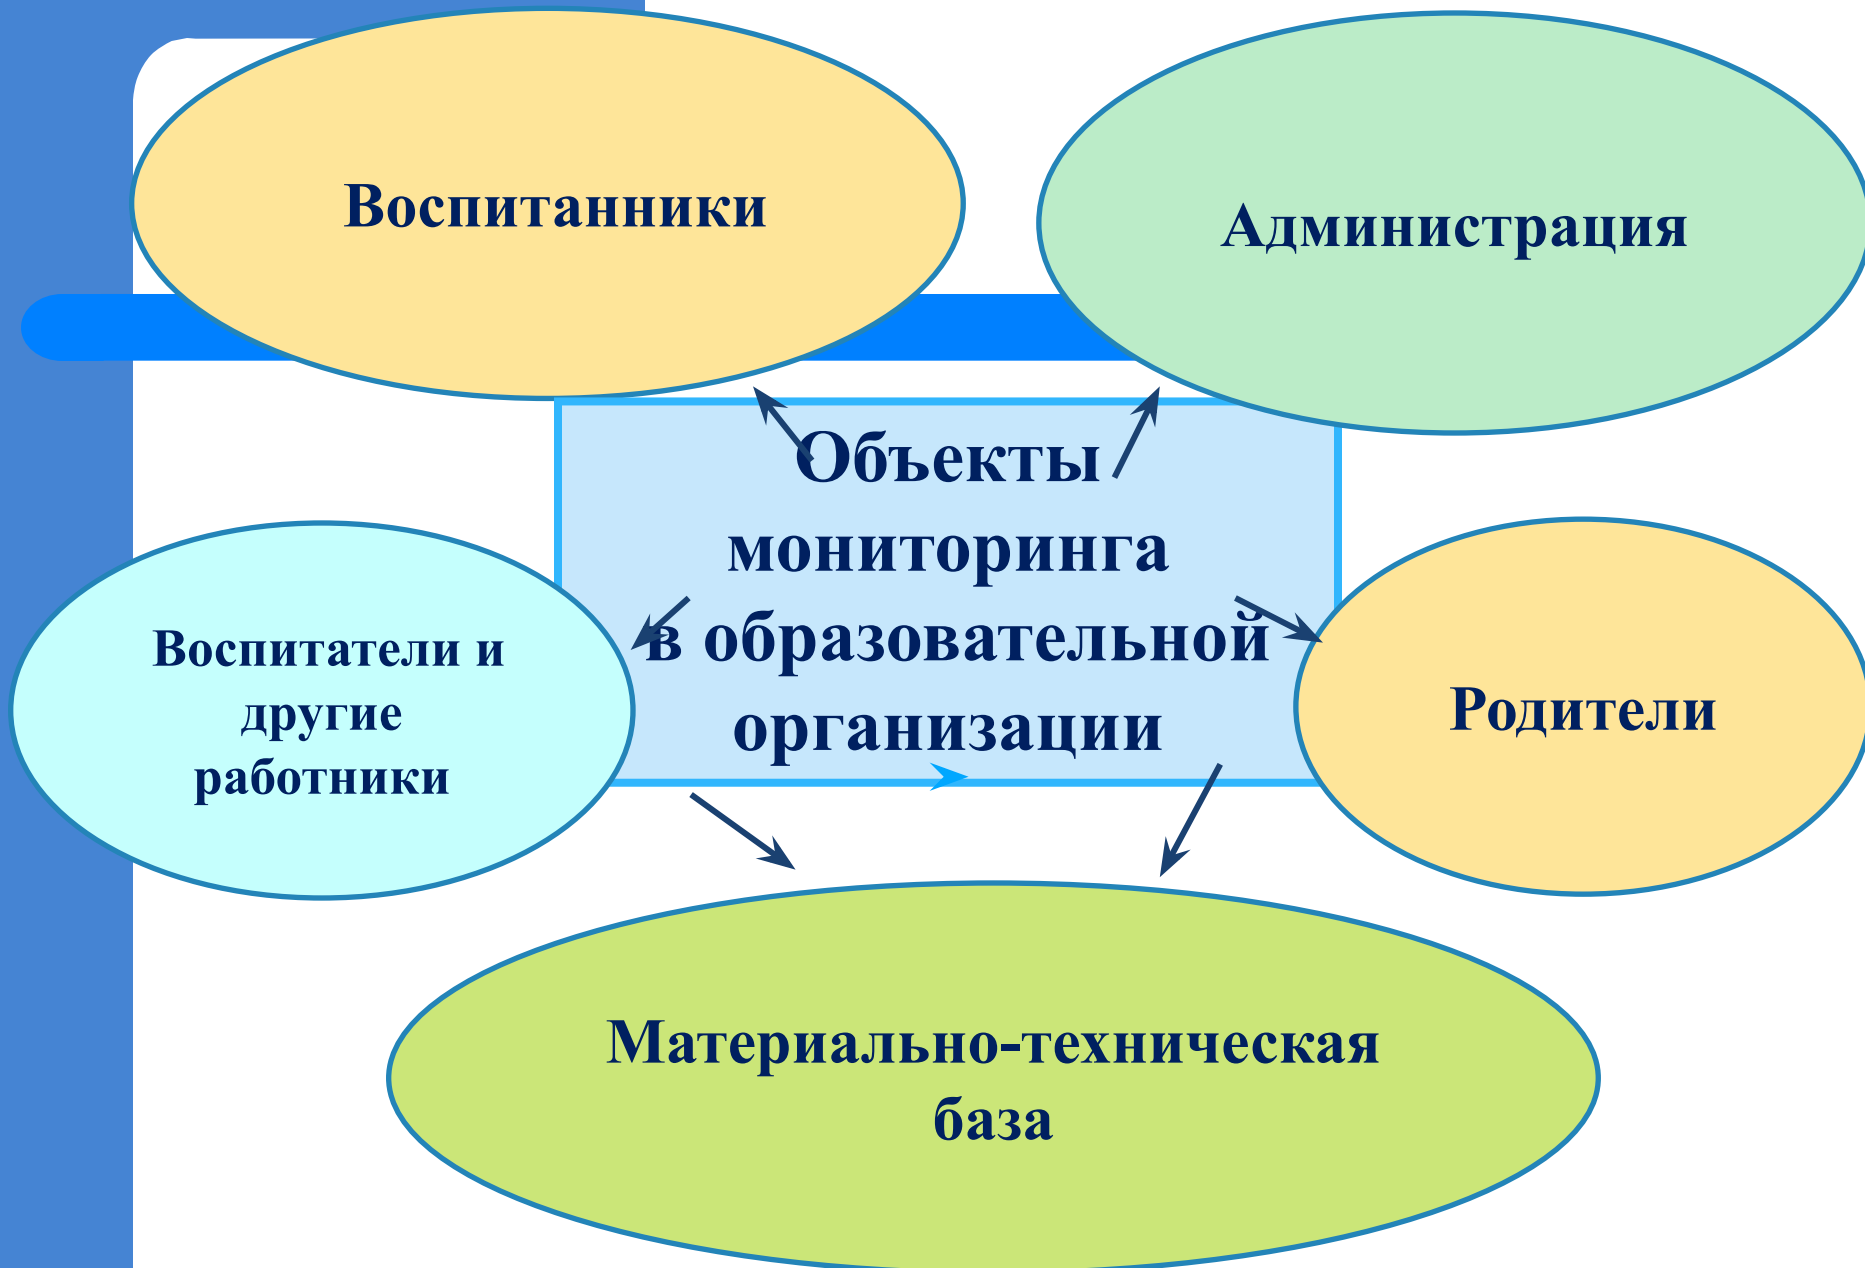 Воспитанники
Администрация
Объекты
мониторинга
в образовательной
организации
Воспитатели и
другие
работники
Родители
Материально-техническая
база